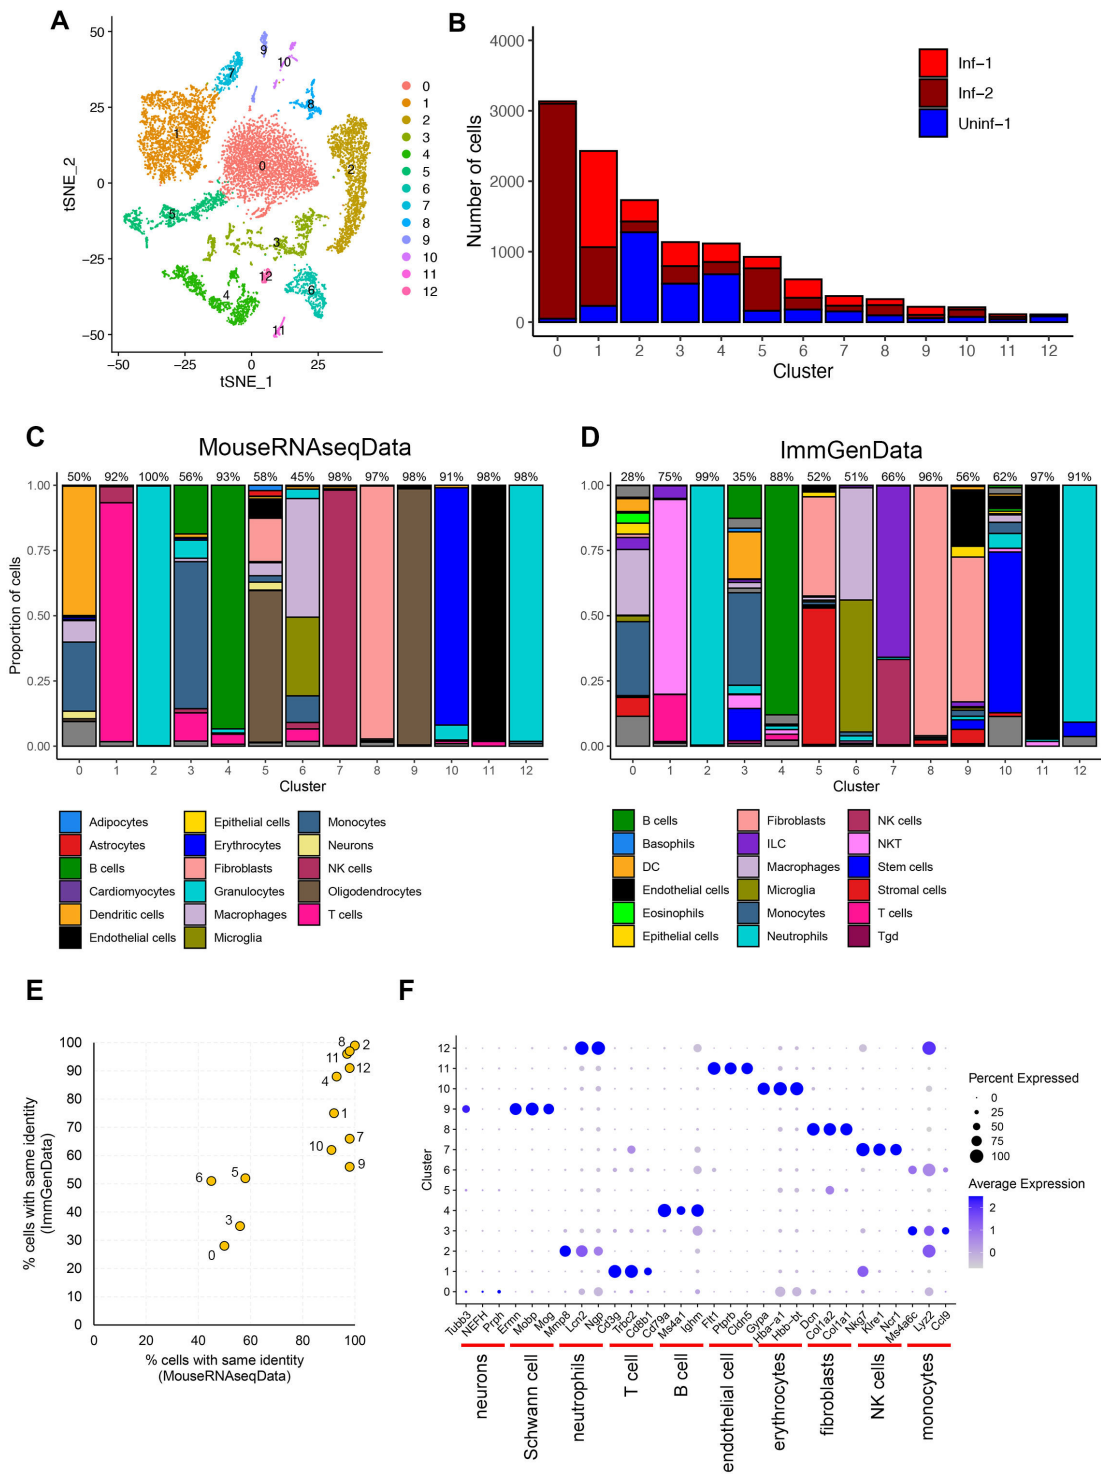 A
50
25
0
−25
−50
tSNE_2
−50
−25
0
25
tSNE_1
0
1
2
3
4
5
6
7
8
9
10
11
12
0
1
2
3
4
5
6
7
8
9
10
11
12
B
4000
3000
2000
1000
0
Number of cells
0 1 2 3 4 5 6 7 8 9 10 11 12
Cluster
Inf−1
Inf−2
Uninf−1
C
MouseRNAseqData
50% 92% 100% 56% 93% 58% 45% 98% 97% 98% 91% 98% 98%
1.00
0.75
0.50
0.25
0.00
Proportion of cells
0 1 2 3 4 5 6 7 8 9 10 11 12
Cluster
Adipocytes
Astrocytes
B cells
Cardiomyocytes
Dendritic cells
Endothelial cells
Epithelial cells
Erythrocytes
Fibroblasts
Granulocytes
Macrophages
Microglia
Monocytes
Neurons
NK cells
Oligodendrocytes
T cells
D
ImmGenData
28% 75% 99% 35% 88% 52% 51% 66% 96% 56% 62% 97% 91%
1.00
0.75
0.50
0.25
0.00
0 1 2 3 4 5 6 7 8 9 10 11 12
Cluster
B cells
Basophils
DC
Endothelial cells
Eosinophils
Epithelial cells
Fibroblasts
ILC
Macrophages
Microglia
Monocytes
Neutrophils
NK cells
NKT
Stem cells
Stromal cells
T cells
Tgd
E
100
90
80
70
60
50
40
30
20
10
0
% cells with same identity
(ImmGenData)
0 20 40 60 80 100
% cells with same identity
(MouseRNAseqData)
8
2
11
12
4
1
7
10
9
6
5
3
0
F
12
11
10
9
8
7
6
5
4
3
2
1
0
Cluster
Tubb3
NEFH
Prph
Ermn
Mobp
Mog
Mmp8
Lcn2
Ngp
Cd3g
Trbc2
Cd8b1
Cd79a
Ms4a1
Ighm
Flt1
Ptprb
Cldn5
Gypa
Hba−a1
Hbb−bt
Dcn
Col1a2
Col1a1
Nkg7
Klre1
Ncr1
Ms4a6c
Lyz2
Ccl9
neurons
Schwann cell
neutrophils
T cell
B cell
endothelial cell
erythrocytes
fibroblasts
NK cells
monocytes
Percent Expressed
0
25
50
75
100
Average Expression
2
1
0